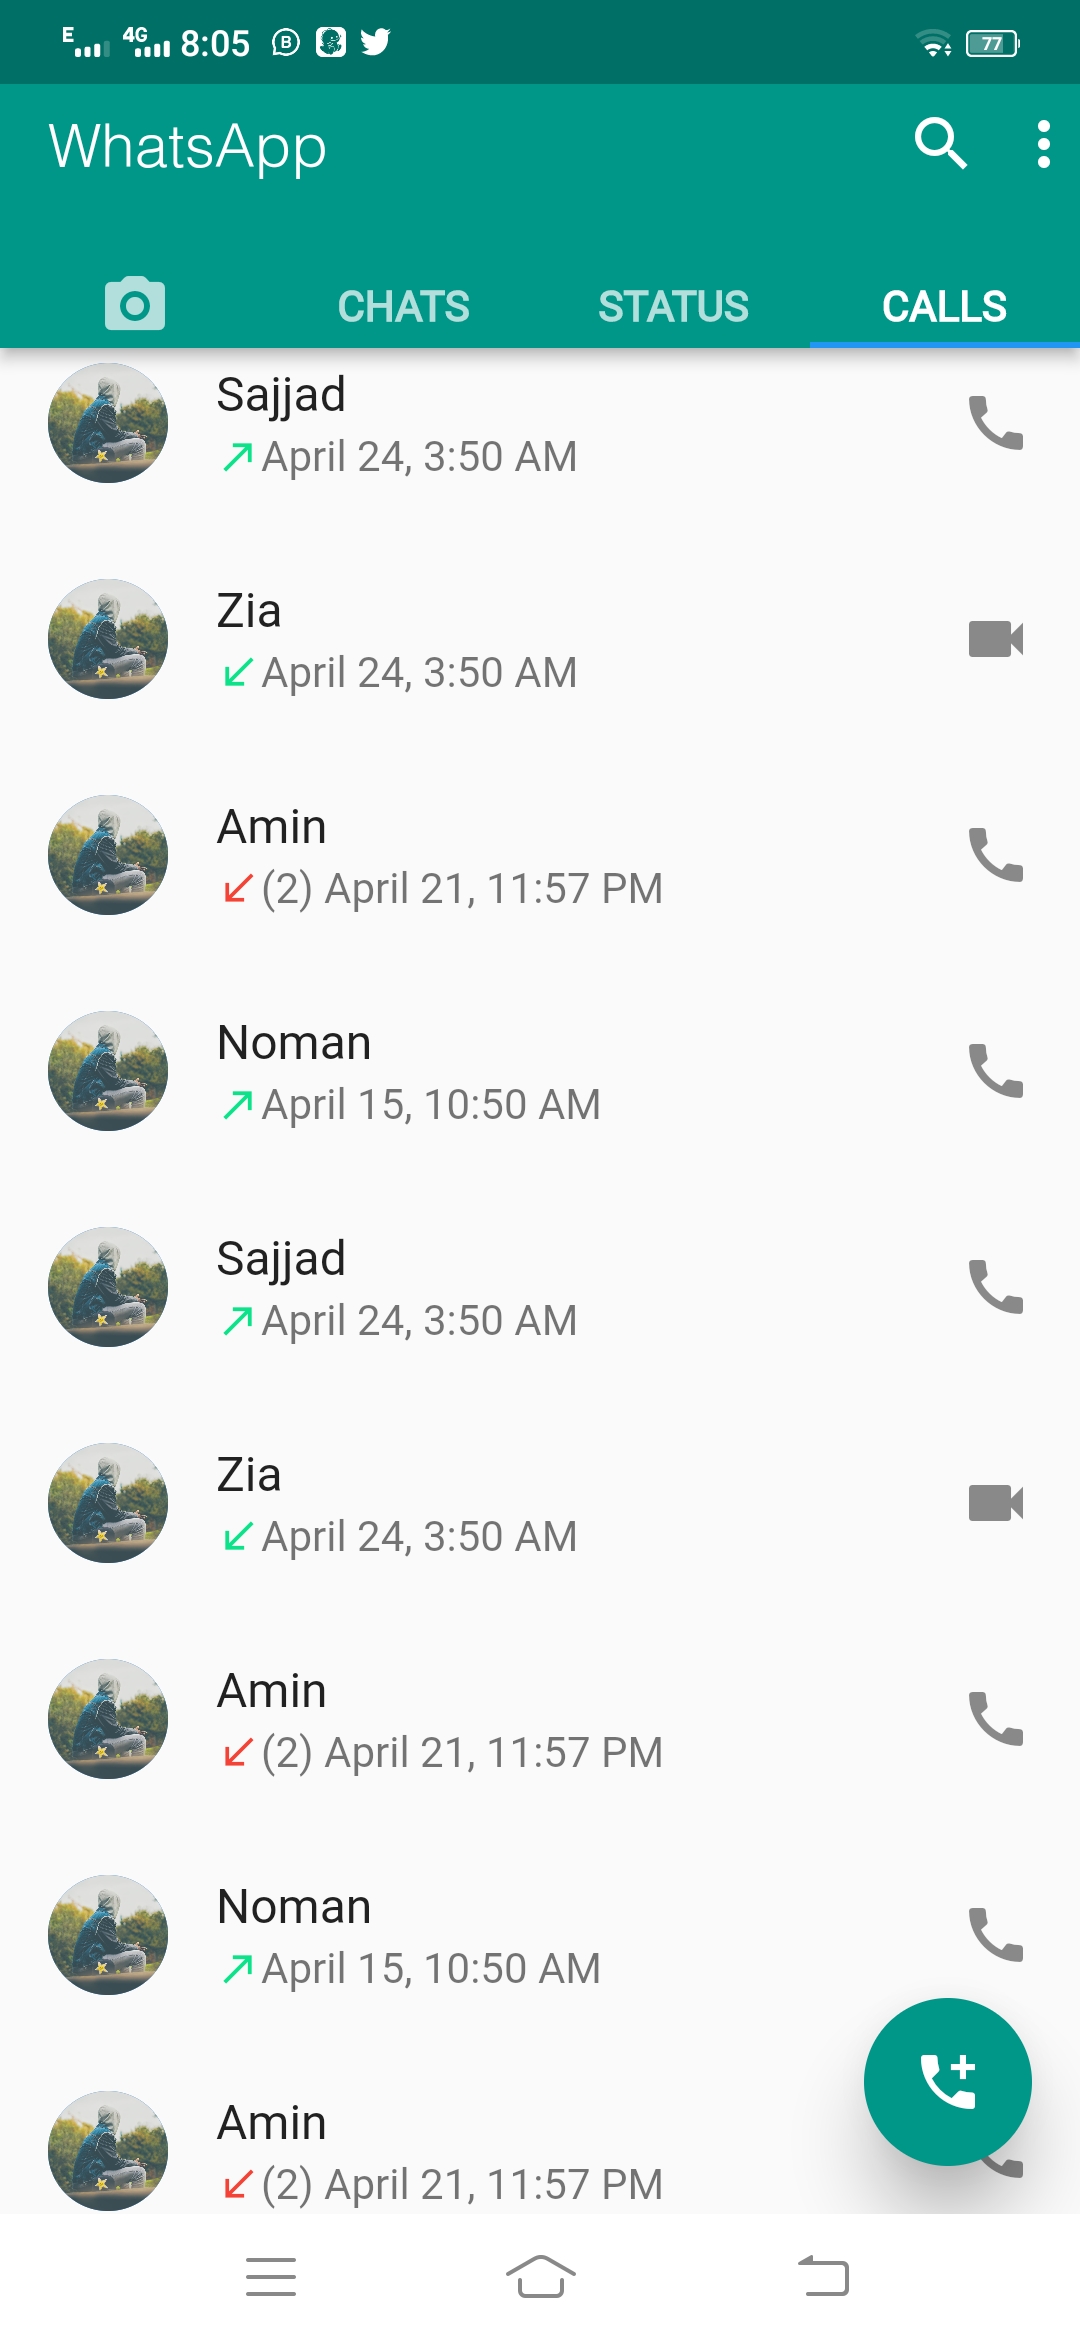 E 4G 8:05 B 77
WhatsApp
CHATS STATUS CALLS
Sajjad
April 24, 3:50 AM
Zia
April 24, 3:50 AM
Amin
(2) April 21, 11:57 PM
Noman
April 15, 10:50 AM
Sajjad
April 24, 3:50 AM
Zia
April 24, 3:50 AM
Amin
(2) April 21, 11:57 PM
Noman
April 15, 10:50 AM
Amin
(2) April 21, 11:57 PM